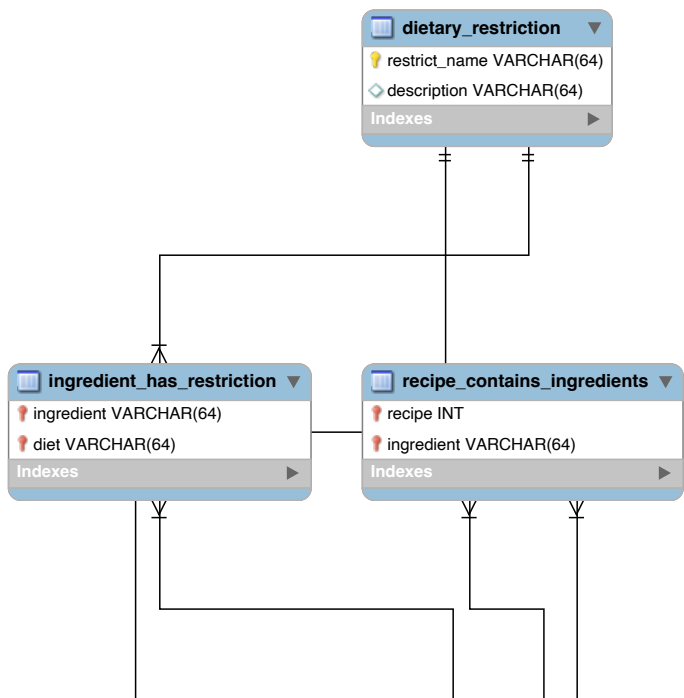 dietary_restriction
restrict_name VARCHAR(64)
description VARCHAR(64)
Indexes
ingredient_has_restriction
ingredient VARCHAR(64)
diet VARCHAR(64)
Indexes
recipe_contains_ingredients
recipe INT
ingredient VARCHAR(64)
Indexes